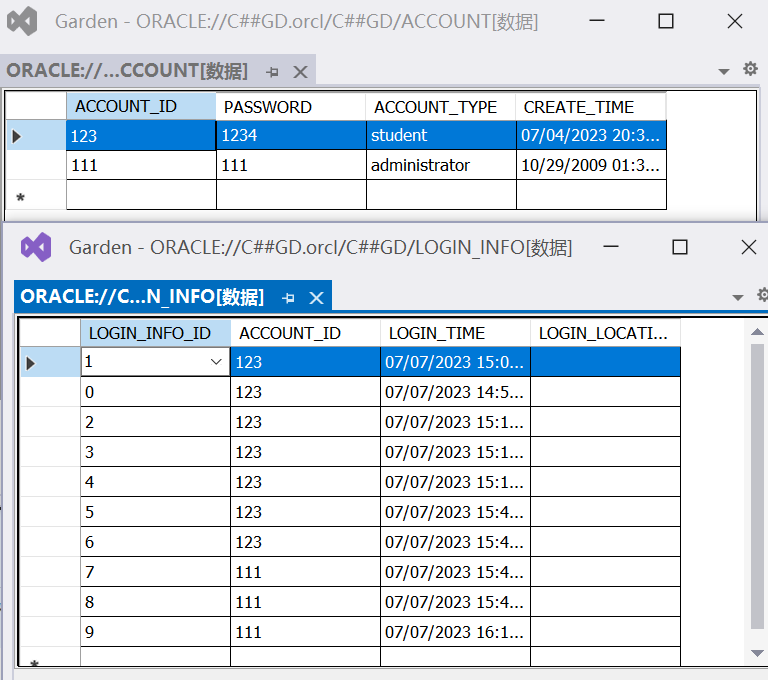 Garden - ORACLE://C##GD.orcl/C##GD/ACCOUNT[数据]
ORACLE://...CCOUNT[数据]
ACCOUNT_ID PASSWORD ACCOUNT_TYPE CREATE_TIME
123 1234 student 07/04/2023 20:3...
111 111 administrator 10/29/2009 01:3...
*
Garden - ORACLE://C##GD.orcl/C##GD/LOGIN_INFO[数据]
ORACLE://C...N_INFO[数据]
LOGIN_INFO_ID ACCOUNT_ID LOGIN_TIME LOGIN_LOCATI...
1 123 07/07/2023 15:0...
0 123 07/07/2023 14:5...
2 123 07/07/2023 15:1...
3 123 07/07/2023 15:1...
4 123 07/07/2023 15:1...
5 123 07/07/2023 15:4...
6 123 07/07/2023 15:4...
7 111 07/07/2023 15:4...
8 111 07/07/2023 15:4...
9 111 07/07/2023 16:1...
*